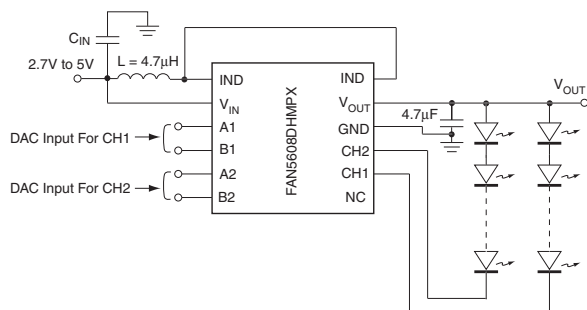 C_IN
2.7V to 5V
L = 4.7μH
IND
V_IN
A1
B1
A2
B2
DAC Input For CH1
DAC Input For CH2
FAN5608DHMPX
IND
V_OUT
GND
CH2
CH1
NC
4.7μF
V_OUT